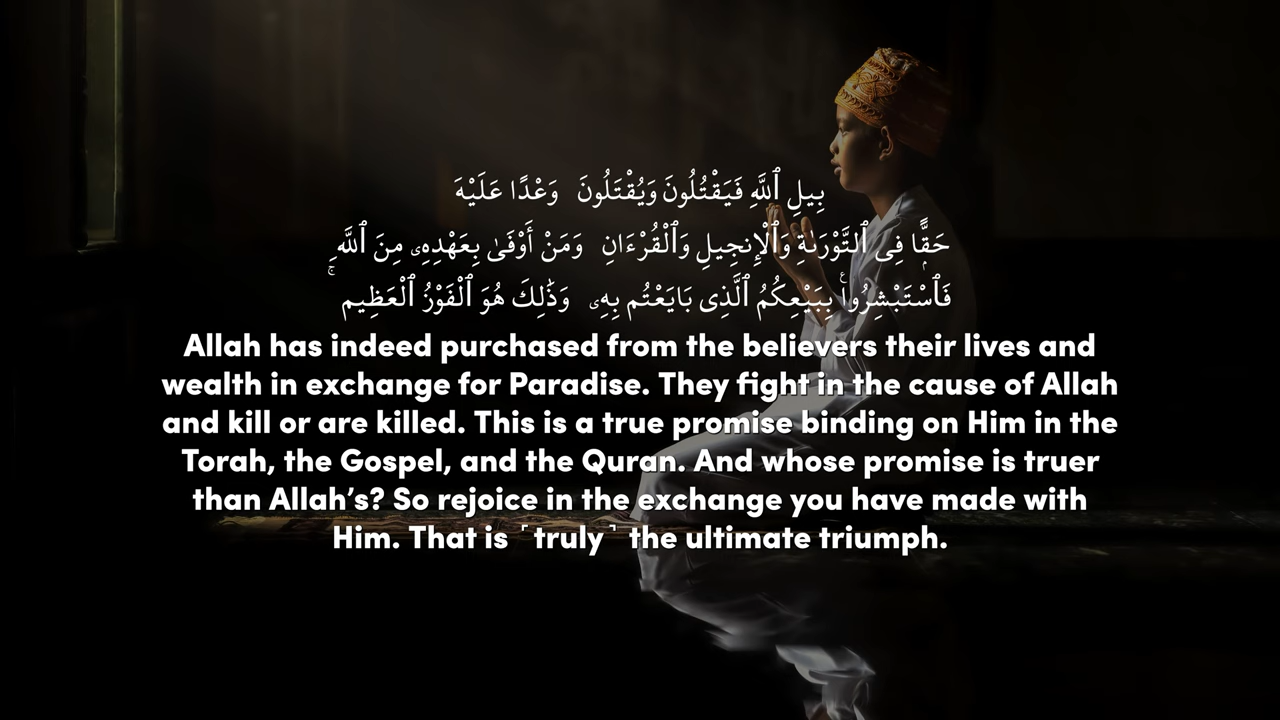 بِيلِ ٱللَّهِ فَيَقْتُلُونَ وَيُقْتَلُونَ وَعْدًا عَلَيْهَ
حَقًّا فِى ٱلتَّوْرَىٰةِ وَٱلْإِنجِيلِ وَٱلْقُرْءَانِ وَمَنْ أَوْفَىٰ بِعَهْدِهِۦ مِنَ ٱللَّهِ ۚ
فَٱسْتَبْشِرُوا۟ بِبَيْعِكُمُ ٱلَّذِى بَايَعْتُم بِهِۦ وَذَٰلِكَ هُوَ ٱلْفَوْزُ ٱلْعَظِيم
Allah has indeed purchased from the believers their lives and
wealth in exchange for Paradise. They fight in the cause of Allah
and kill or are killed. This is a true promise binding on Him in the
Torah, the Gospel, and the Quran. And whose promise is truer
than Allah’s? So rejoice in the exchange you have made with
Him. That is ˹truly˺ the ultimate triumph.